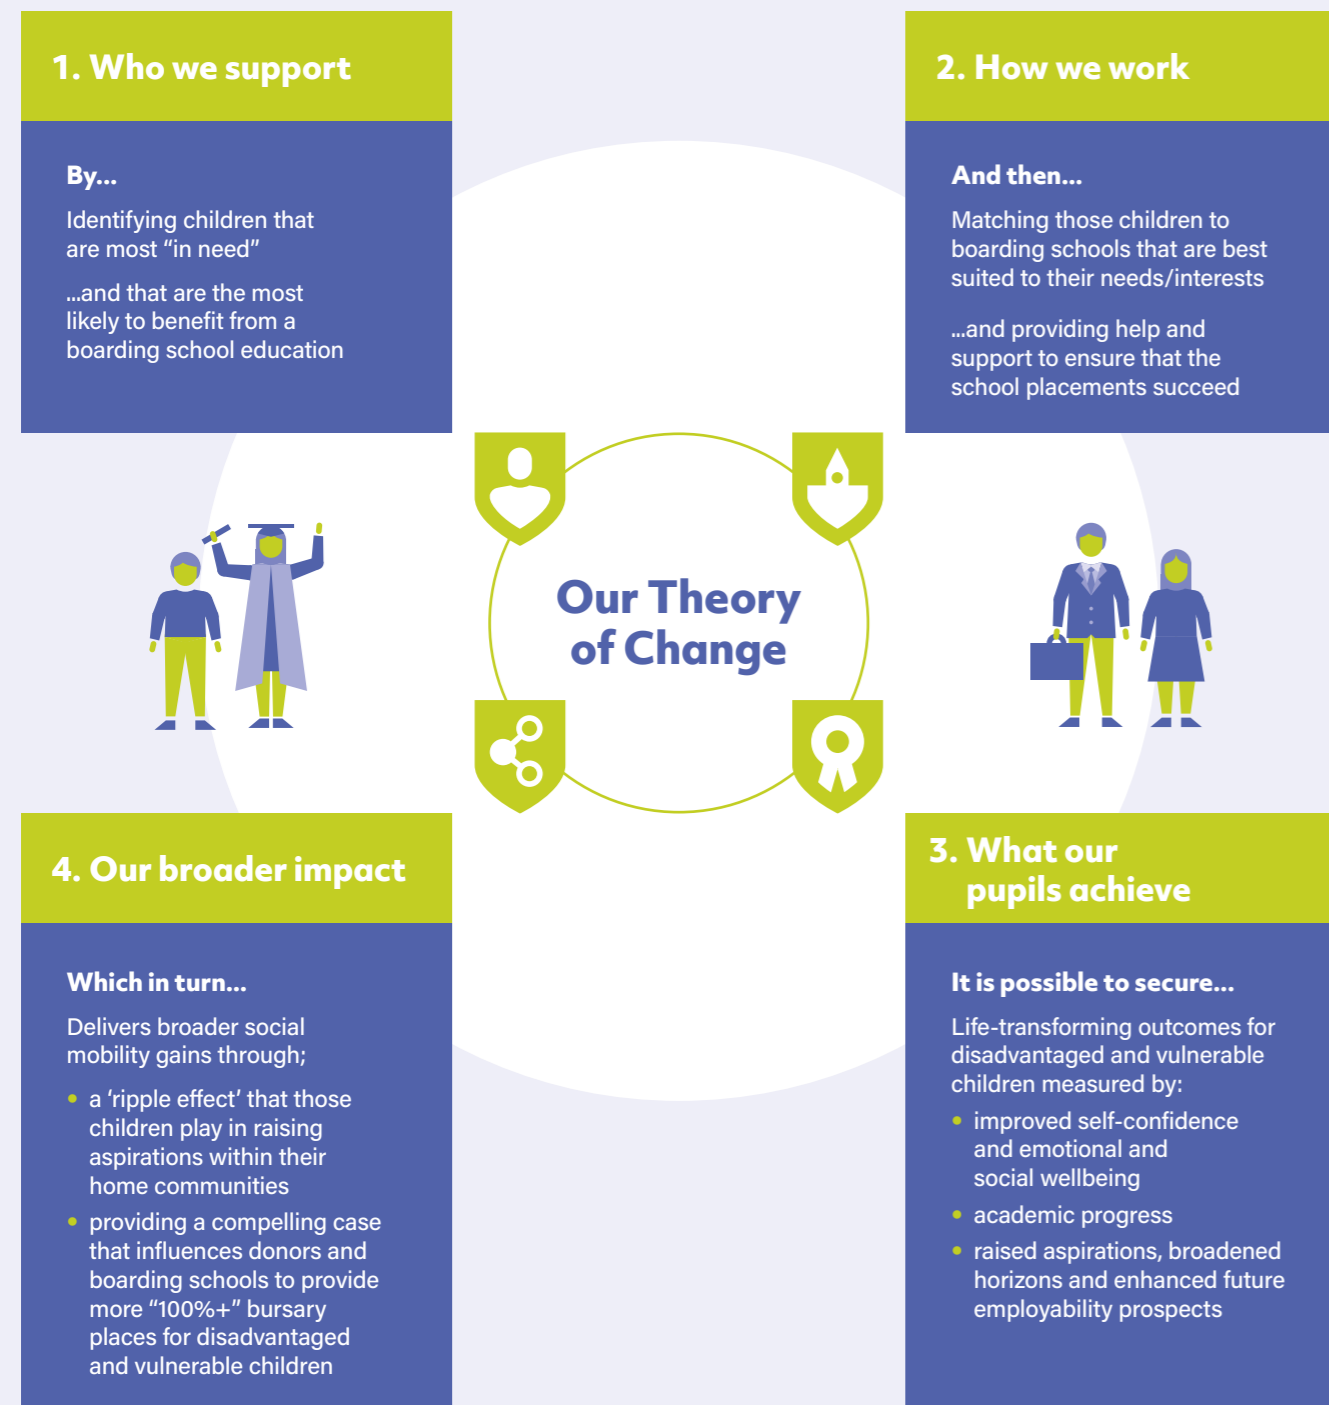 1. Who we support
By...
Identifying children that
are most “in need”
...and that are the most
likely to benefit from a
boarding school education
2. How we work
And then...
Matching those children to
boarding schools that are best
suited to their needs/interests
...and providing help and
support to ensure that the
school placements succeed
Our Theory
of Change
3. What our
pupils achieve
It is possible to secure...
Life-transforming outcomes for
disadvantaged and vulnerable
children measured by:
• improved self-confidence
and emotional and
social wellbeing
• academic progress
• raised aspirations, broadened
horizons and enhanced future
employability prospects
4. Our broader impact
Which in turn...
Delivers broader social
mobility gains through;
• a ‘ripple effect’ that those
children play in raising
aspirations within their
home communities
• providing a compelling case
that influences donors and
boarding schools to provide
more “100%+” bursary
places for disadvantaged
and vulnerable children